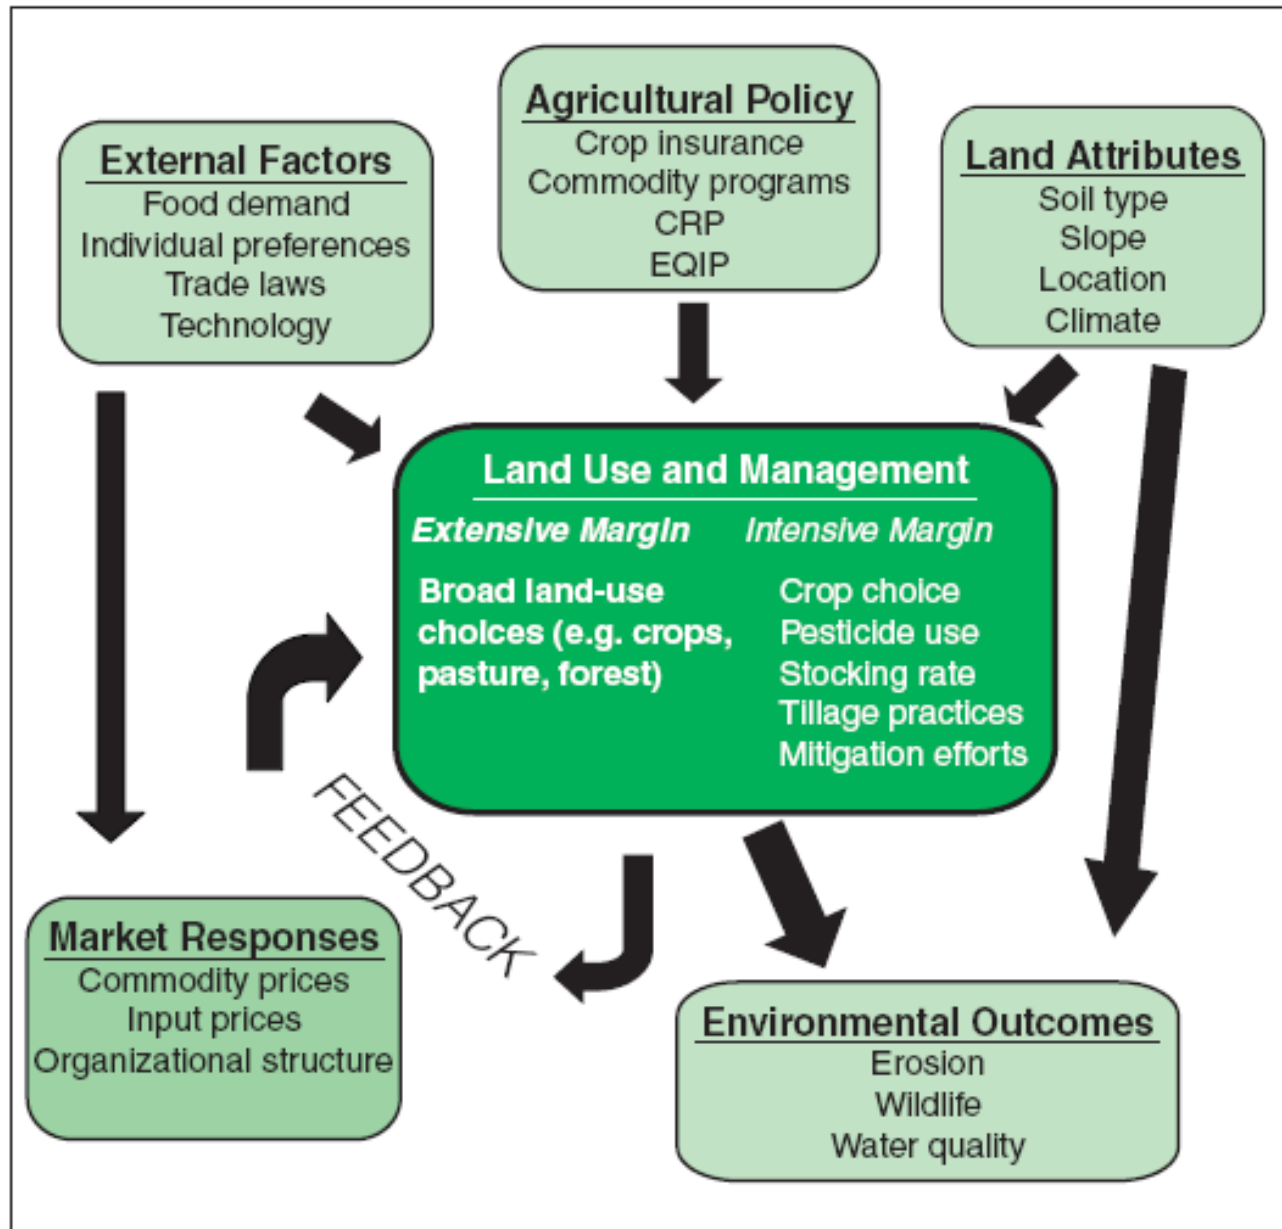 Agricultural Policy
Crop insurance
Commodity programs
CRP
EQIP
External Factors
Food demand
Individual preferences
Trade laws
Technology
Land Attributes
Soil type
Slope
Location
Climate
Land Use and Management
Extensive Margin
Broad land-use
choices (e.g. crops,
pasture, forest)
Intensive Margin
Crop choice
Pesticide use
Stocking rate
Tillage practices
Mitigation efforts
FEEDBACK
Market Responses
Commodity prices
Input prices
Organizational structure
Environmental Outcomes
Erosion
Wildlife
Water quality